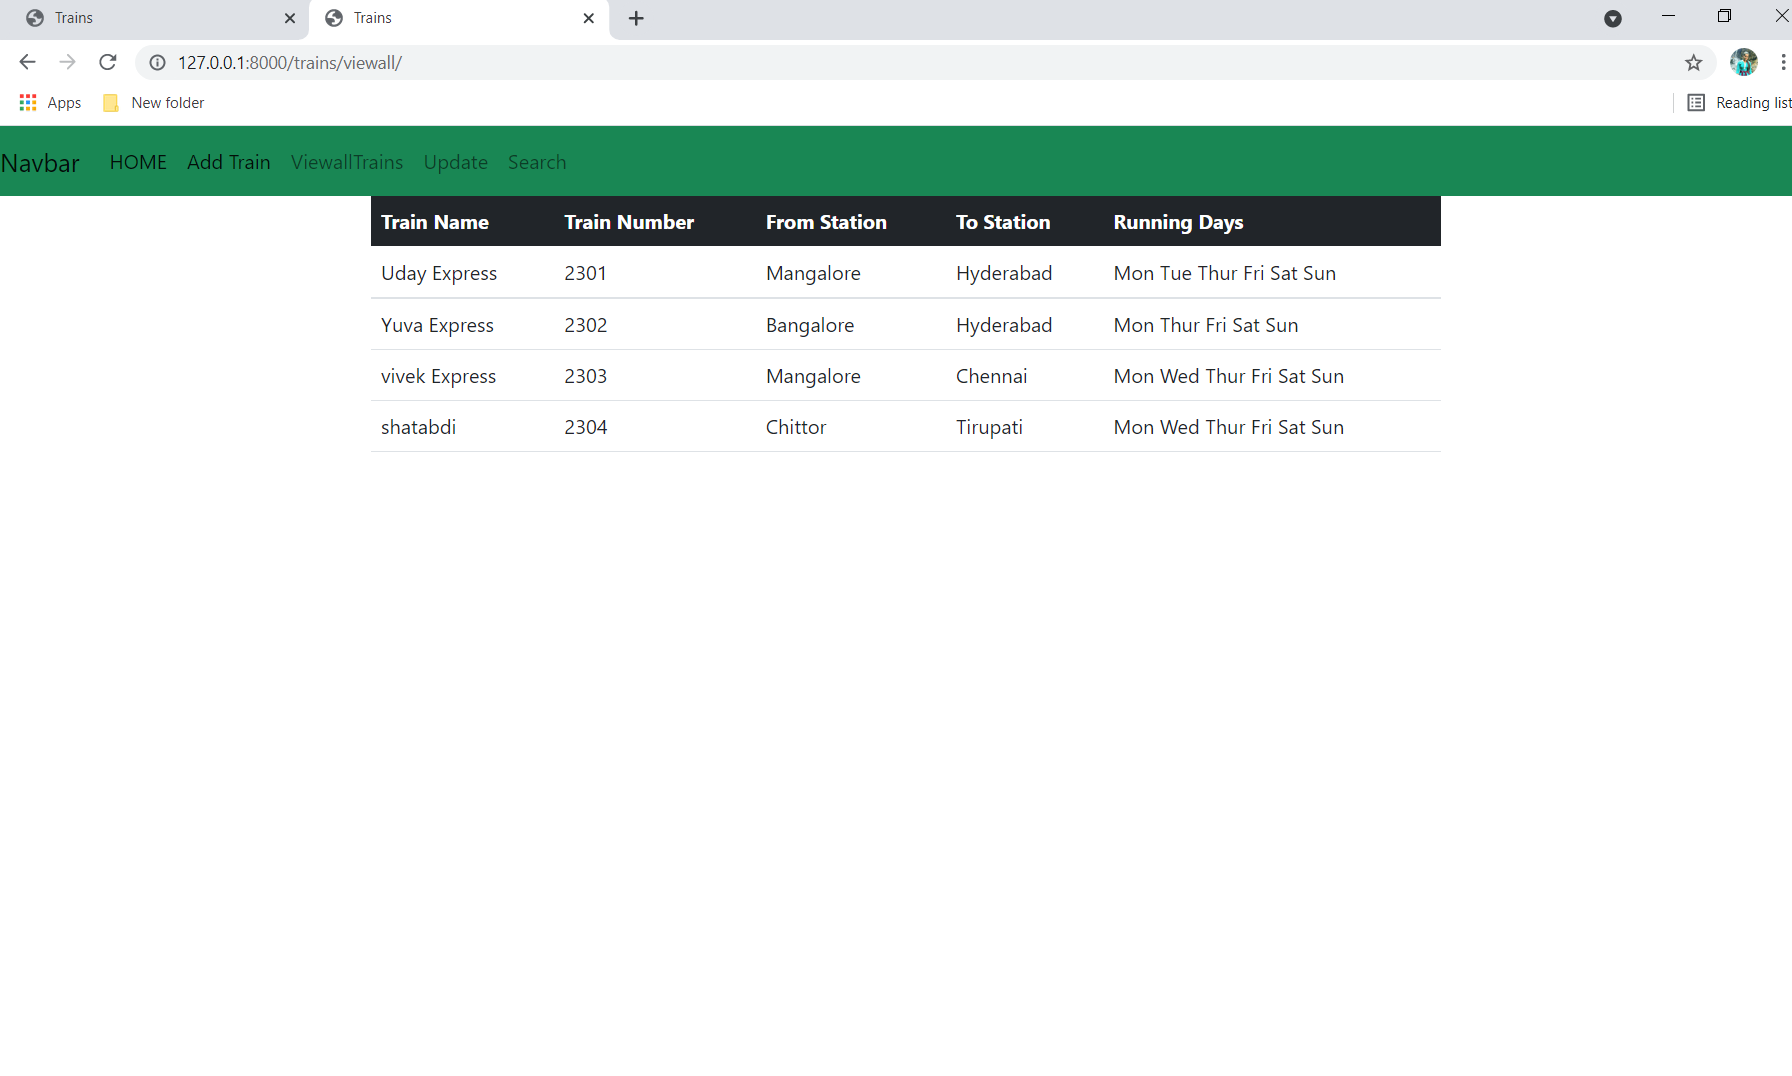 Trains
Trains
127.0.0.1:8000/trains/viewall/
Apps New folder Reading list
Navbar HOME Add Train ViewallTrains Update Search
Train Name Train Number From Station To Station Running Days
Uday Express 2301 Mangalore Hyderabad Mon Tue Thur Fri Sat Sun
Yuva Express 2302 Bangalore Hyderabad Mon Thur Fri Sat Sun
vivek Express 2303 Mangalore Chennai Mon Wed Thur Fri Sat Sun
shatabdi 2304 Chittor Tirupati Mon Wed Thur Fri Sat Sun